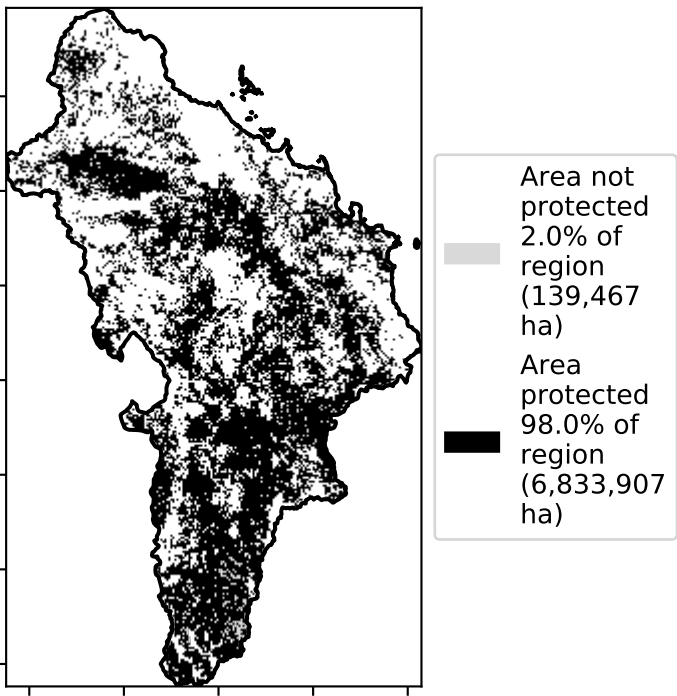 Area not
protected
2.0% of
region
(139,467
ha)
Area
protected
98.0% of
region
(6,833,907
ha)